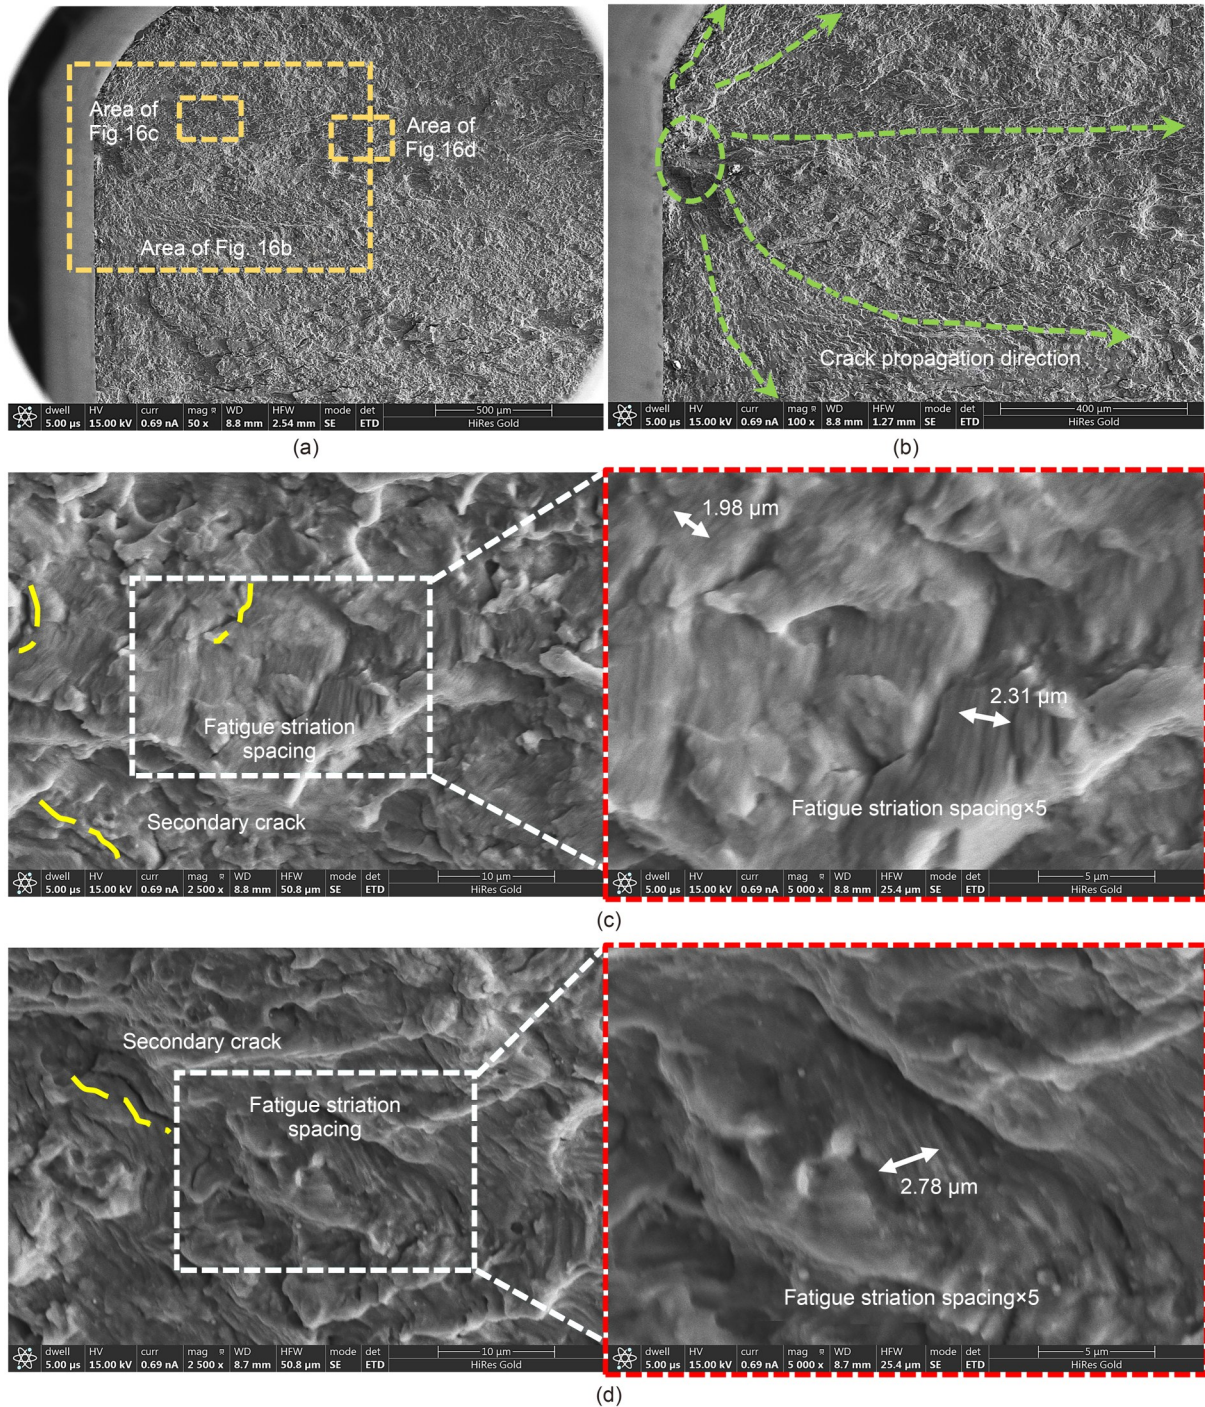 Area of
Fig.16c
Area of
Fig.16d
Area of Fig. 16b
dwell HV curr mag WD HFW mode det 500 µm
5.00 µs 15.00 kV 0.69 nA 50 x 8.8 mm 2.54 mm SE ETD HiRes Gold
(a)
Crack propagation direction
dwell HV curr mag WD HFW mode det 400 µm
5.00 µs 15.00 kV 0.69 nA 100 x 8.8 mm 1.27 mm SE ETD HiRes Gold
(b)
Fatigue striation
spacing
Secondary crack
dwell HV curr mag WD HFW mode det 10 µm
5.00 µs 15.00 kV 0.69 nA 2 500 x 8.8 mm 50.8 µm SE ETD HiRes Gold
1.98 µm
2.31 µm
Fatigue striation spacing×5
dwell HV curr mag WD HFW mode det 5 µm
5.00 µs 15.00 kV 0.69 nA 5 000 x 8.8 mm 25.4 µm SE ETD HiRes Gold
(c)
Secondary crack
Fatigue striation
spacing
dwell HV curr mag WD HFW mode det 10 µm
5.00 µs 15.00 kV 0.69 nA 2 500 x 8.7 mm 50.8 µm SE ETD HiRes Gold
2.78 µm
Fatigue striation spacing×5
dwell HV curr mag WD HFW mode det 5 µm
5.00 µs 15.00 kV 0.69 nA 5 000 x 8.7 mm 25.4 µm SE ETD HiRes Gold
(d)